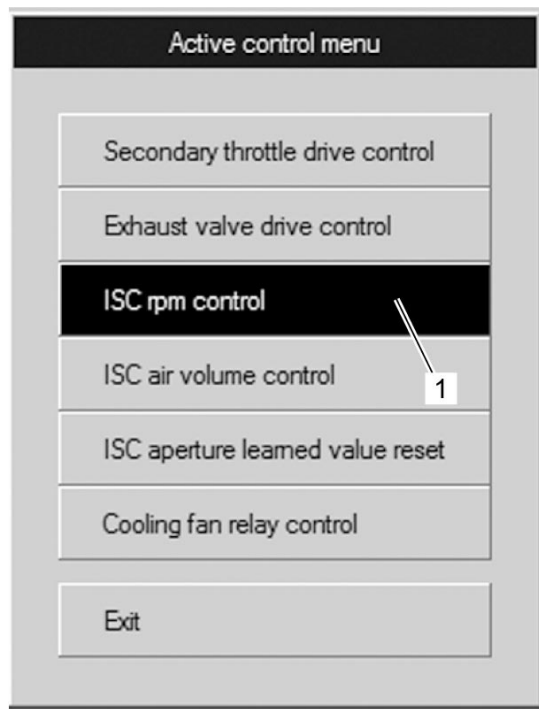 Active control menu
Secondary throttle drive control
Exhaust valve drive control
ISC rpm control
ISC air volume control
1
ISC aperture learned value reset
Cooling fan relay control
Exit